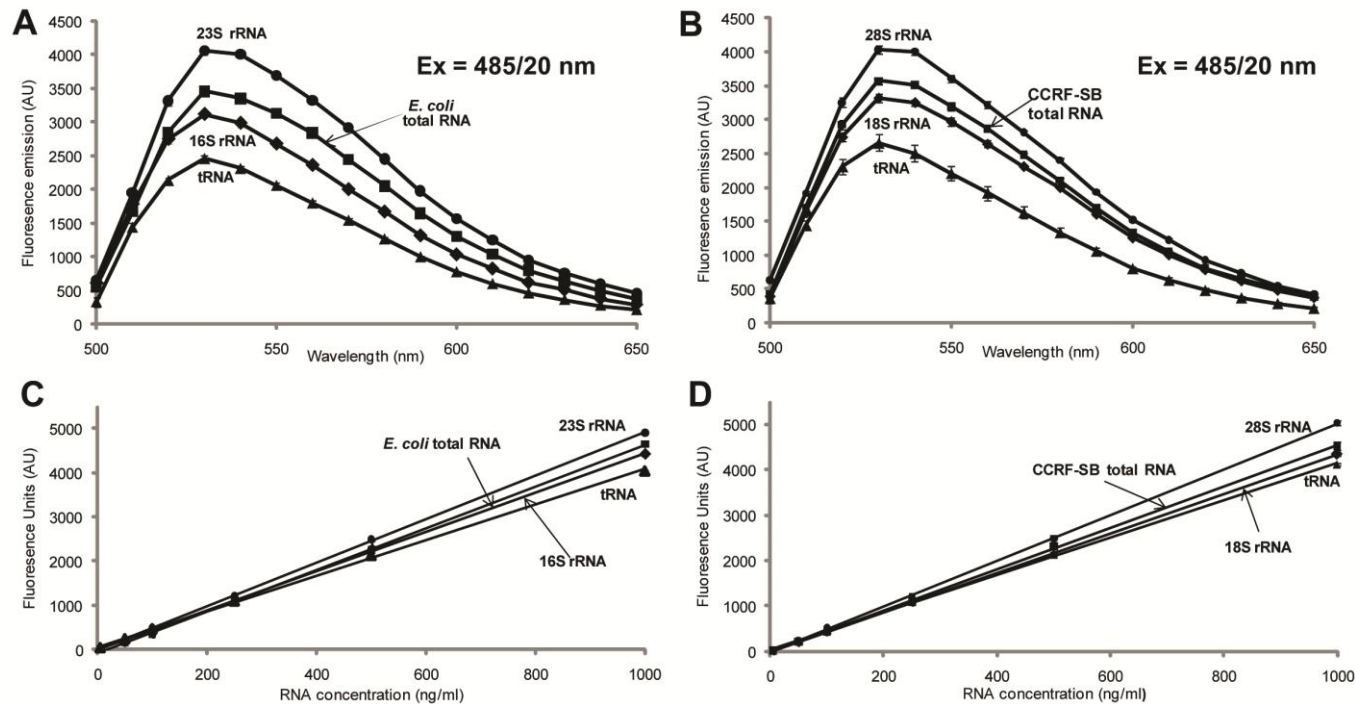 A
4500
4000
3500
3000
2500
2000
1500
1000
500
0
Fluoresence emission (AU)
23S rRNA
Ex = 485/20 nm
E. coli
total RNA
16S rRNA
tRNA
500
550
600
650
Wavelength (nm)
B
4500
4000
3500
3000
2500
2000
1500
1000
500
0
Fluoresence emission (AU)
28S rRNA
Ex = 485/20 nm
CCRF-SB
total RNA
18S rRNA
tRNA
500
550
600
650
Wavelength (nm)
C
5000
4000
3000
2000
1000
0
Fluoresence Units (AU)
23S rRNA
E. coli total RNA
tRNA
16S rRNA
0
200
400
600
800
1000
RNA concentration (ng/ml)
D
5000
4000
3000
2000
1000
0
Fluoresence Units (AU)
28S rRNA
CCRF-SB total RNA
tRNA
18S rRNA
0
200
400
600
800
1000
RNA concentration (ng/ml)